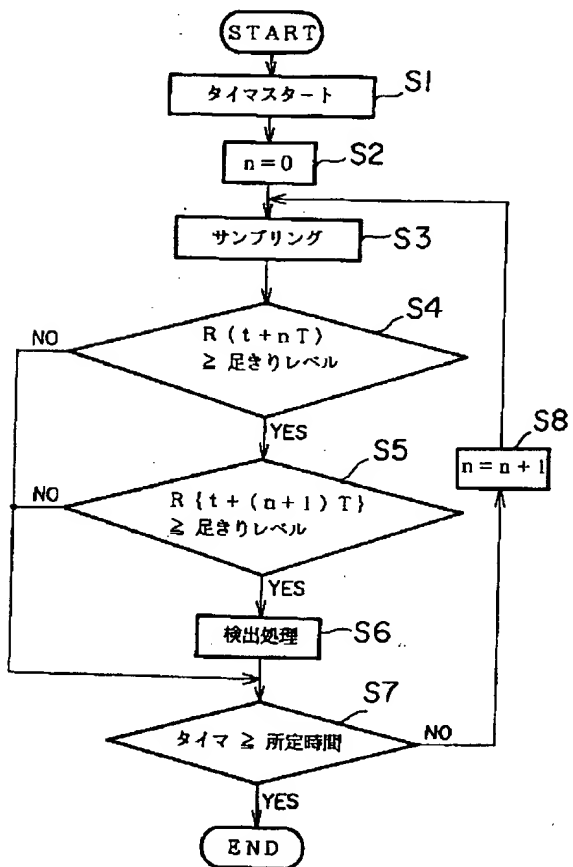 START
タイマスタート
S1
n=0
S2
サンプリング
S3
S4
NO
R(t+nT)
≧ 足きりレベル
YES
S5
S8
n=n+1
NO
R{t+(n+1)T}
≧ 足きりレベル
YES
検出処理
S6
S7
タイマ ≧ 所定時間
NO
YES
END